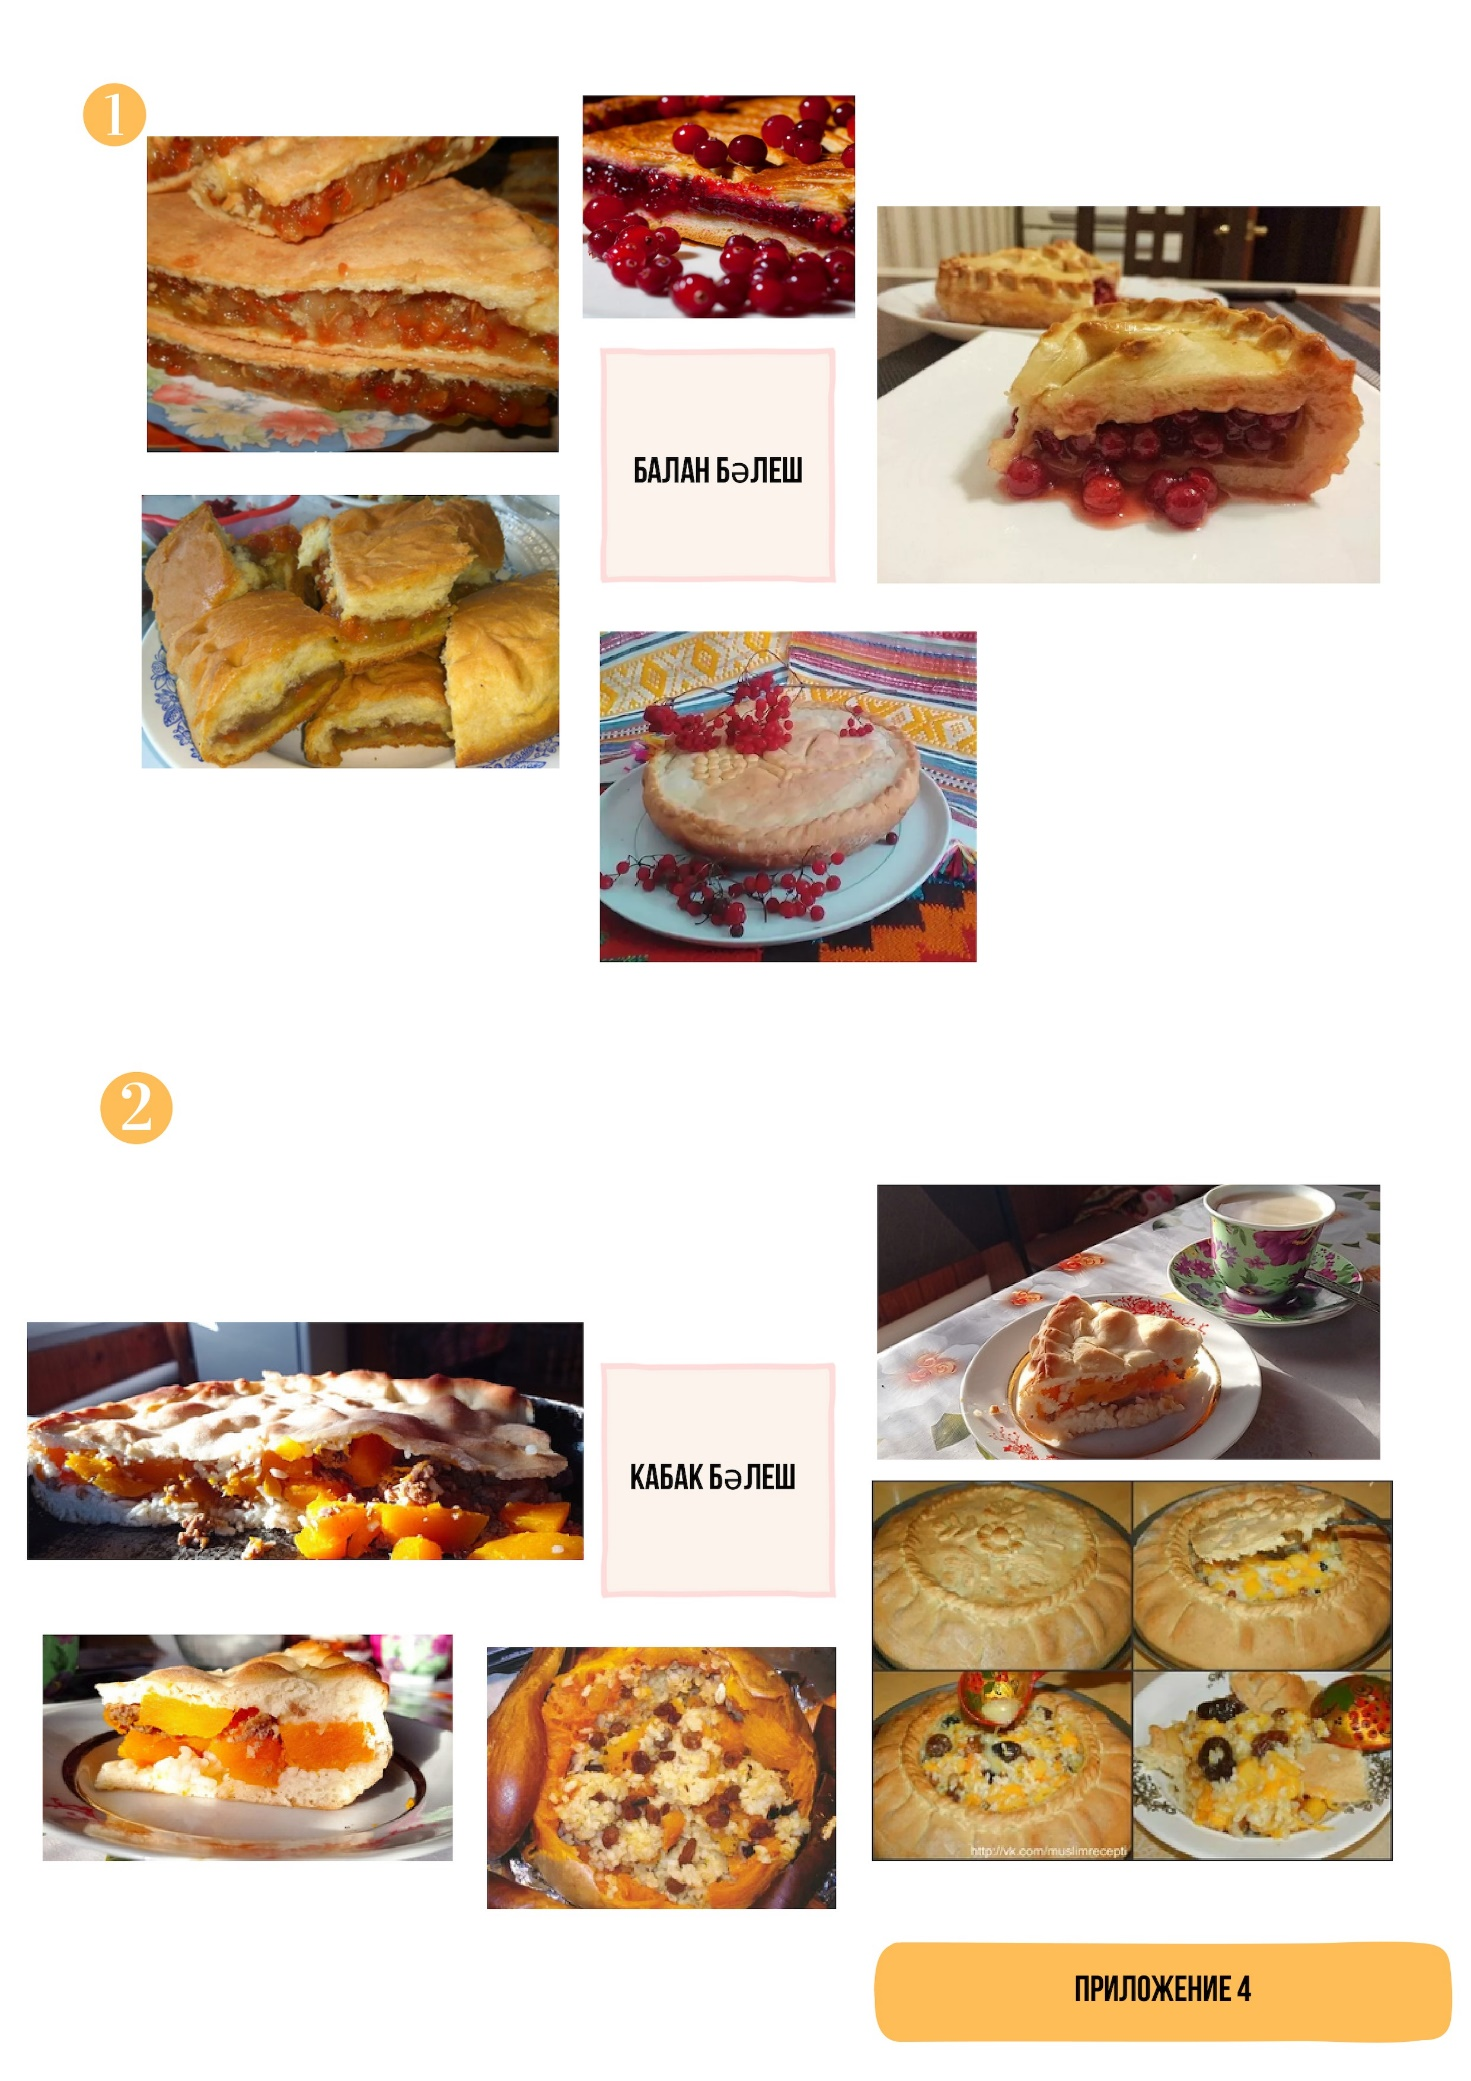 1
БАЛАН БәЛЕШ
2
КАБАК БәЛЕШ
http://vk.com/muslimrecepti
ПРИЛОЖЕНИЕ 4